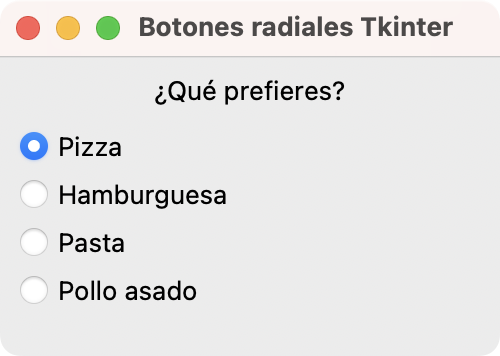 Botones radiales Tkinter
¿Qué prefieres?
Pizza
Hamburguesa
Pasta
Pollo asado